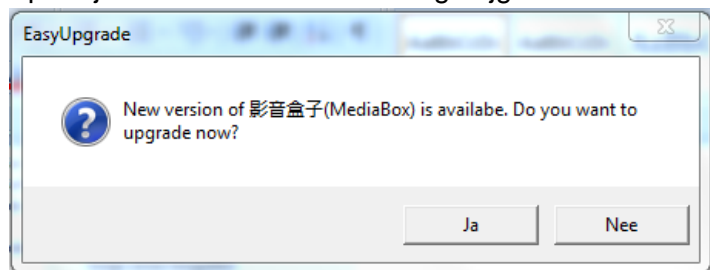 EasyUpgrade
New version of 影音盒子(MediaBox) is availabe. Do you want to
upgrade now?
Ja
Nee